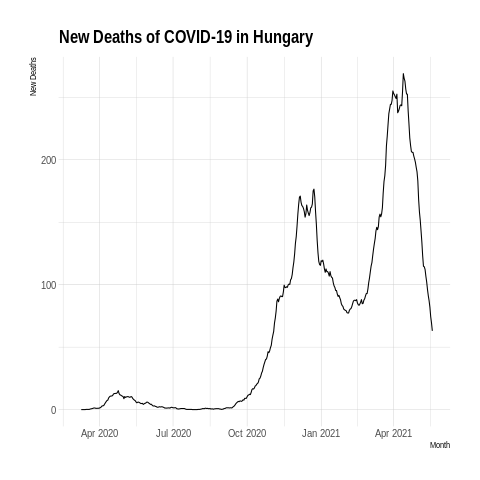 New Deaths of COVID-19 in Hungary
New Deaths
200
100
0
Apr 2020 Jul 2020 Oct 2020 Jan 2021 Apr 2021
Month